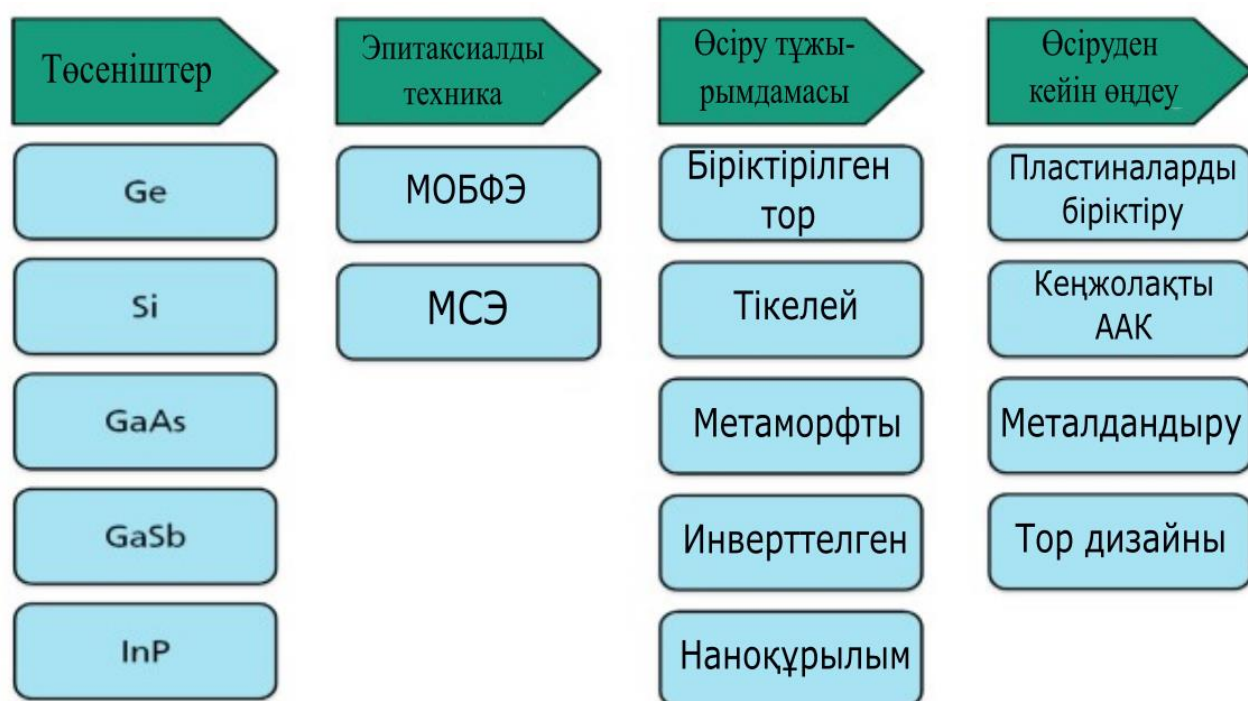 Төсеніштер
Ge
Si
GaAs
GaSb
InP
Эпитаксиалды
техника
МОБФЭ
МСЭ
Өсіру тұжы-
рымдамасы
Біріктірілген
тор
Тікелей
Метаморфты
Инверттелген
Наноқұрылым
Өсіруден
кейін өңдеу
Пластиналарды
біріктіру
Кеңжолақты
ААК
Металдандыру
Тор дизайны